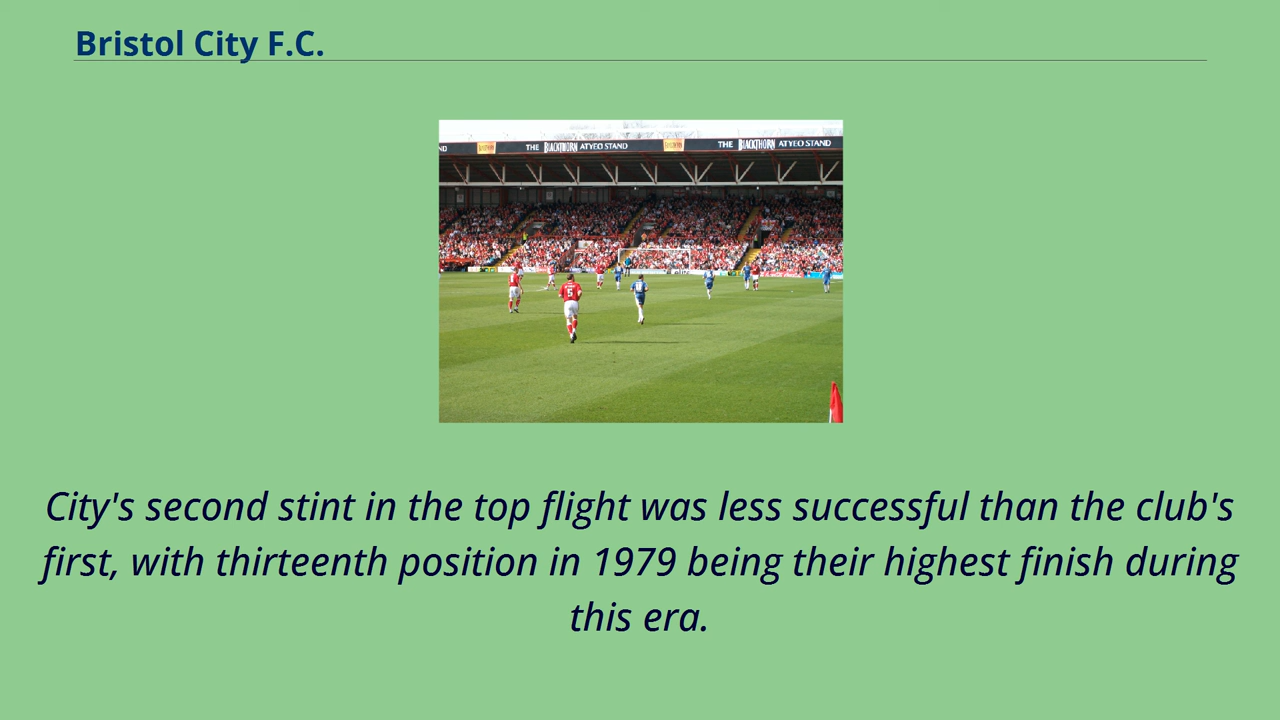 Bristol City F.C.
THE BLACKTHORN ATYEO STAND THE BLACKTHORN ATYEO STAND
5
City's second stint in the top flight was less successful than the club's
first, with thirteenth position in 1979 being their highest finish during
this era.